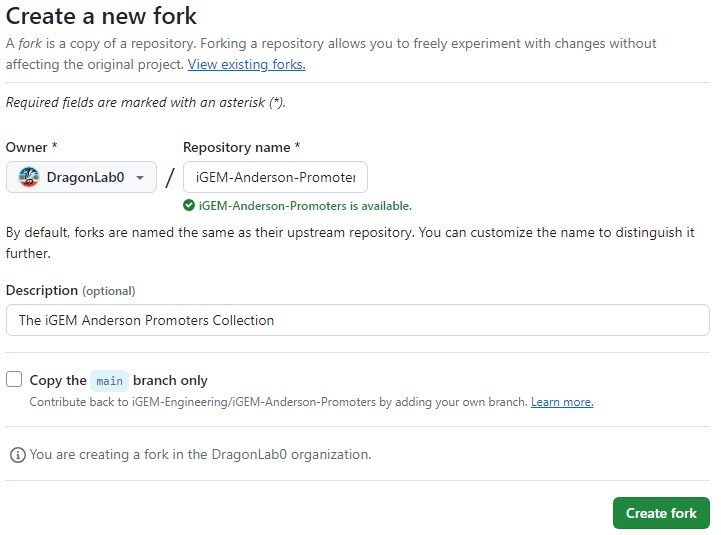 Create a new fork
A fork is a copy of a repository. Forking a repository allows you to freely experiment with changes without
affecting the original project. View existing forks.
Required fields are marked with an asterisk (*).
Owner *
Repository name *
DragonLab0
/
iGEM-Anderson-Promoter
iGEM-Anderson-Promoters is available.
By default, forks are named the same as their upstream repository. You can customize the name to distinguish it
further.
Description (optional)
The iGEM Anderson Promoters Collection
Copy the main branch only
Contribute back to iGEM-Engineering/iGEM-Anderson-Promoters by adding your own branch. Learn more.
You are creating a fork in the DragonLab0 organization.
Create fork